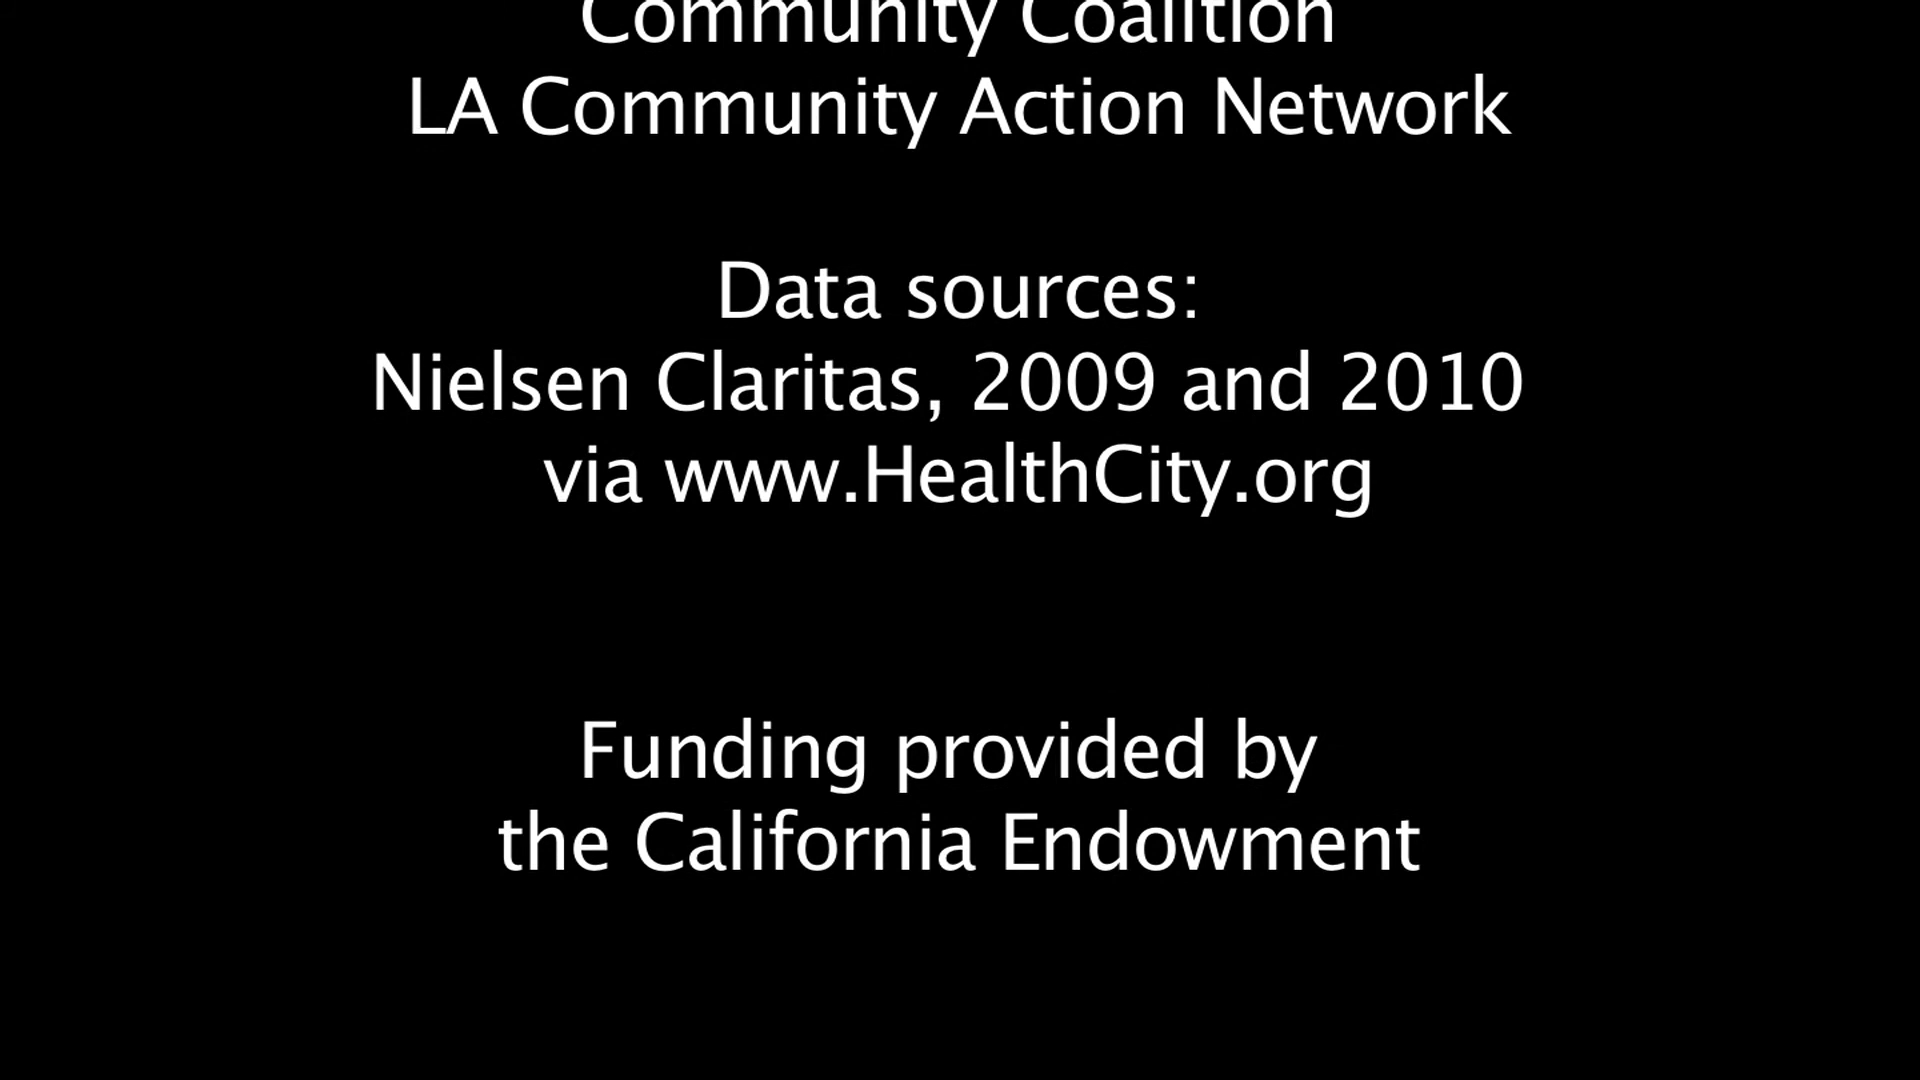 Community Coalition
LA Community Action Network
Data sources:
Nielsen Claritas, 2009 and 2010
via www.HealthCity.org
Funding provided by
the California Endowment